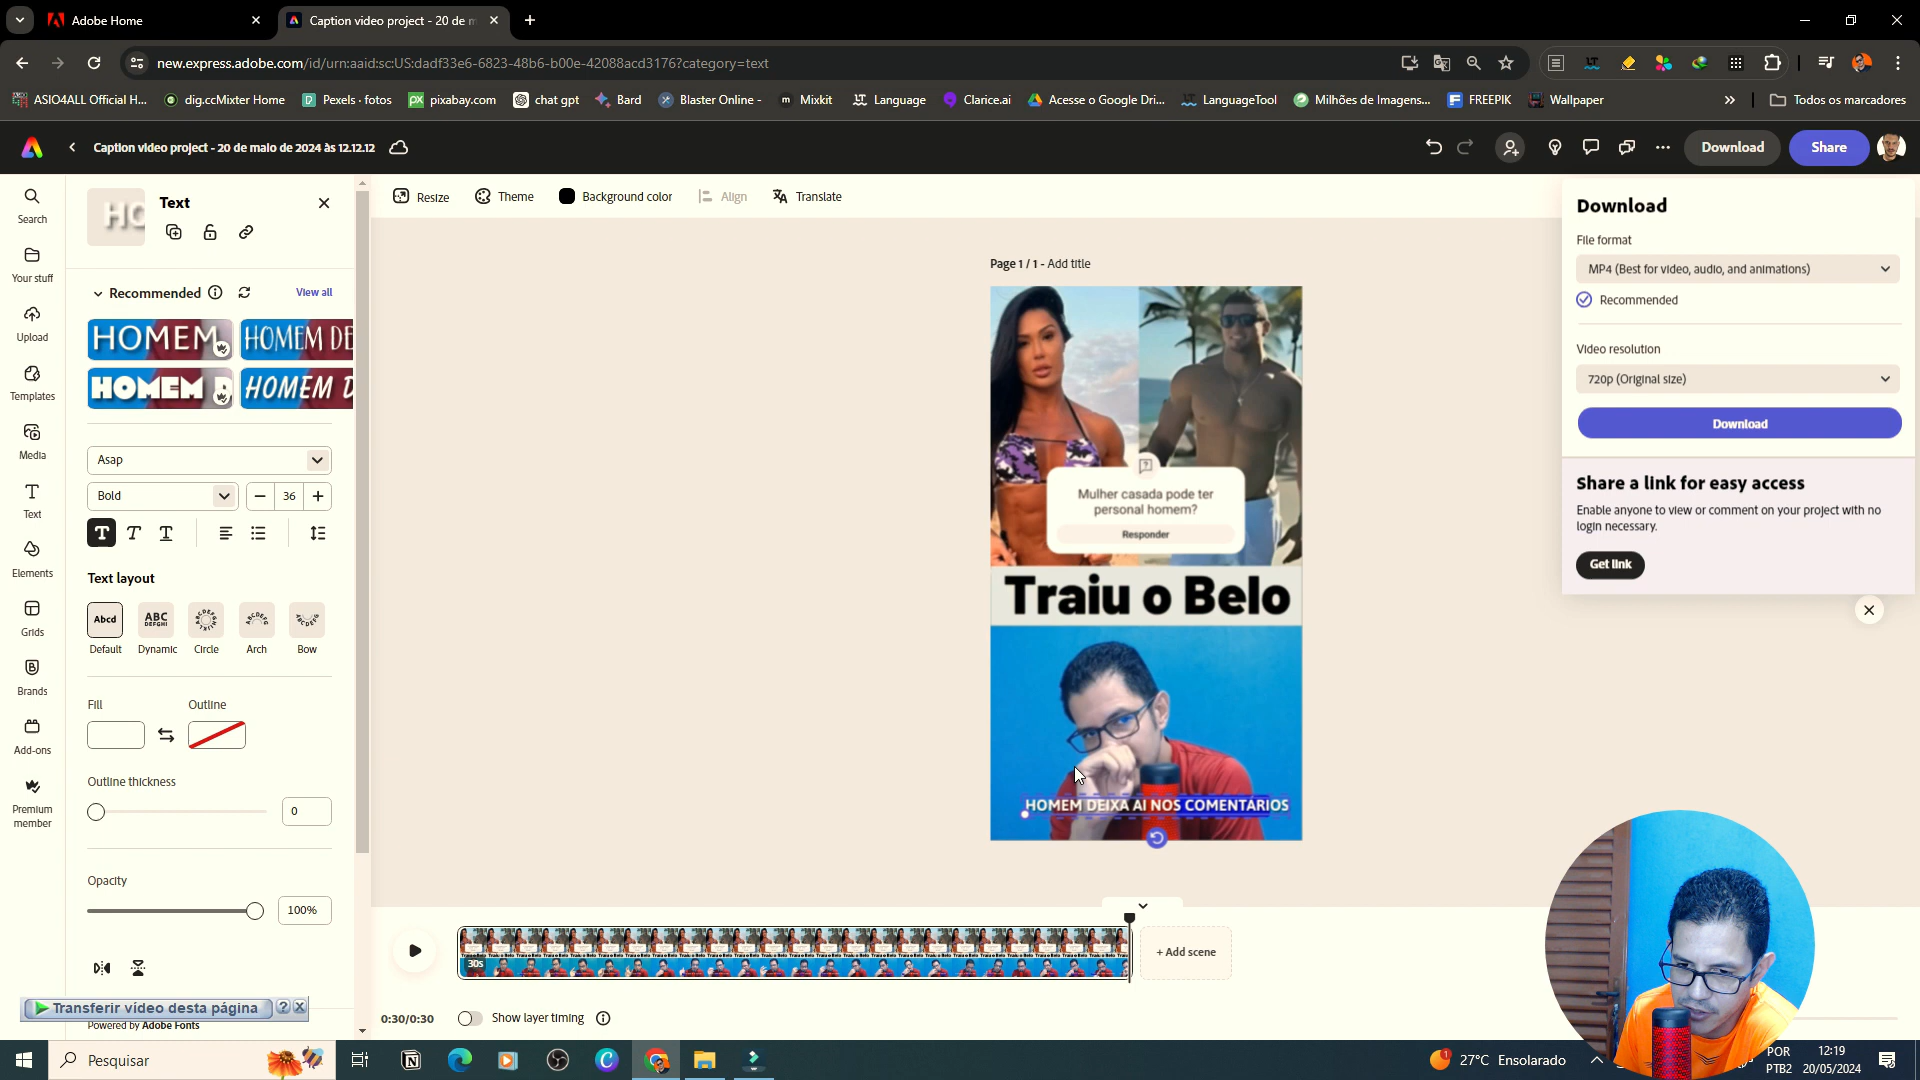 Adobe Home
Caption video project - 20 de m
new.express.adobe.com/id/urn:aaid:sc:US:dadf33e6-6823-48b6-b00e-42088acd3176?category=text
ASIO4ALL Official H...
dig.ccMixter Home
Pexels · fotos
pixabay.com
chat gpt
Bard
Blaster Online -
Mixkit
Language
Clarice.ai
Acesse o Google Dri...
LanguageTool
Milhões de Imagens...
FREEPIK
Wallpaper
Todos os marcadores
Caption video project - 20 de maio de 2024 às 12.12.12
Download
Share
Search
Your stuff
Upload
Templates
Media
Text
Elements
Grids
Brands
Add-ons
Premium
member
HO
Text
Recommended
View all
HOMEM
HOMEM DE
HOMEM D
HOMEM D
Asap
Bold
36
Text layout
Abcd
Default
Dynamic
Circle
Arch
Bow
Fill
Outline
Outline thickness
0
Opacity
100%
Transferir vídeo desta página
Powered by Adobe Fonts
Resize
Theme
Background color
Align
Translate
Page 1 / 1 - Add title
Mulher casada pode ter
personal homem?
Responder
Traiu o Belo
HOMEM DEIXA AI NOS COMENTÁRIOS
30s
+ Add scene
0:30/0:30
Show layer timing
Download
File format
MP4 (Best for video, audio, and animations)
Recommended
Video resolution
720p (Original size)
Download
Share a link for easy access
Enable anyone to view or comment on your project with no
login necessary.
Get link
Pesquisar
27°C Ensolarado
POR
PTB2
12:19
20/05/2024